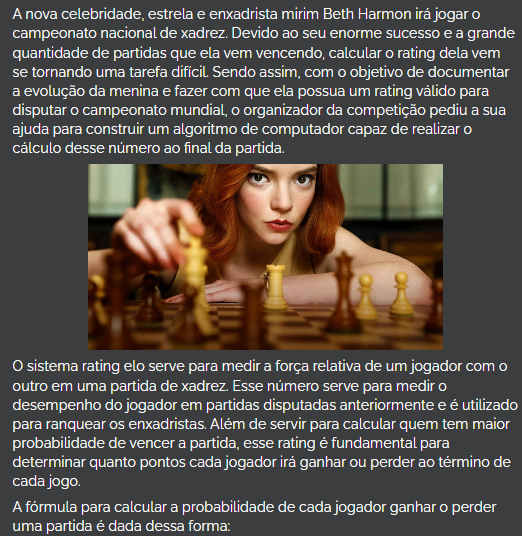 A nova celebridade, estrela e enxadrista mirim Beth Harmon irá jogar o
campeonato nacional de xadrez. Devido ao seu enorme sucesso e a grande
quantidade de partidas que ela vem vencendo, calcular o rating dela vem
se tornando uma tarefa difícil. Sendo assim, com o objetivo de documentar
a evolução da menina e fazer com que ela possua um rating válido para
disputar o campeonato mundial, o organizador da competição pediu a sua
ajuda para construir um algoritmo de computador capaz de realizar o
cálculo desse número ao final da partida.
O sistema rating elo serve para medir a força relativa de um jogador com o
outro em uma partida de xadrez. Esse número serve para medir o
desempenho do jogador em partidas disputadas anteriormente e é utilizado
para ranquear os enxadristas. Além de servir para calcular quem tem maior
probabilidade de vencer a partida, esse rating é fundamental para
determinar quanto pontos cada jogador irá ganhar ou perder ao término de
cada jogo.
A fórmula para calcular a probabilidade de cada jogador ganhar o perder
uma partida é dada dessa forma: